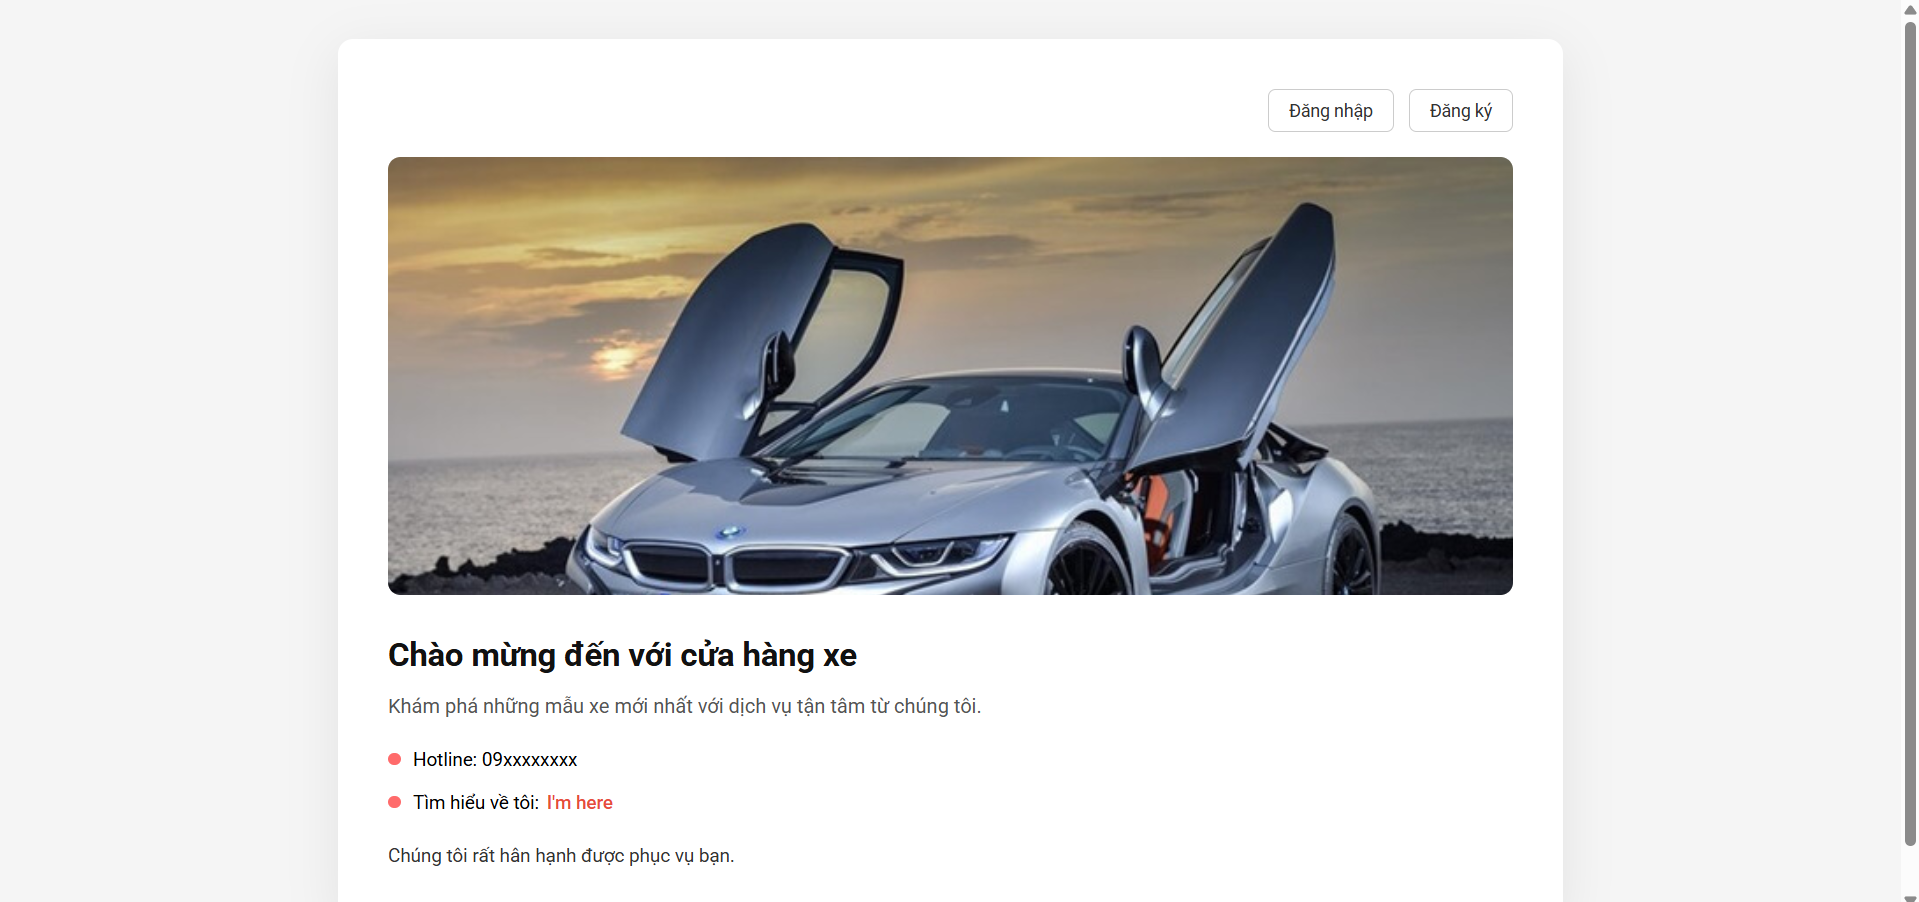 Đăng nhập
Đăng ký
Chào mừng đến với cửa hàng xe
Khám phá những mẫu xe mới nhất với dịch vụ tận tâm từ chúng tôi.
Hotline: 09xxxxxxxx
Tìm hiểu về tôi: I'm here
Chúng tôi rất hân hạnh được phục vụ bạn.